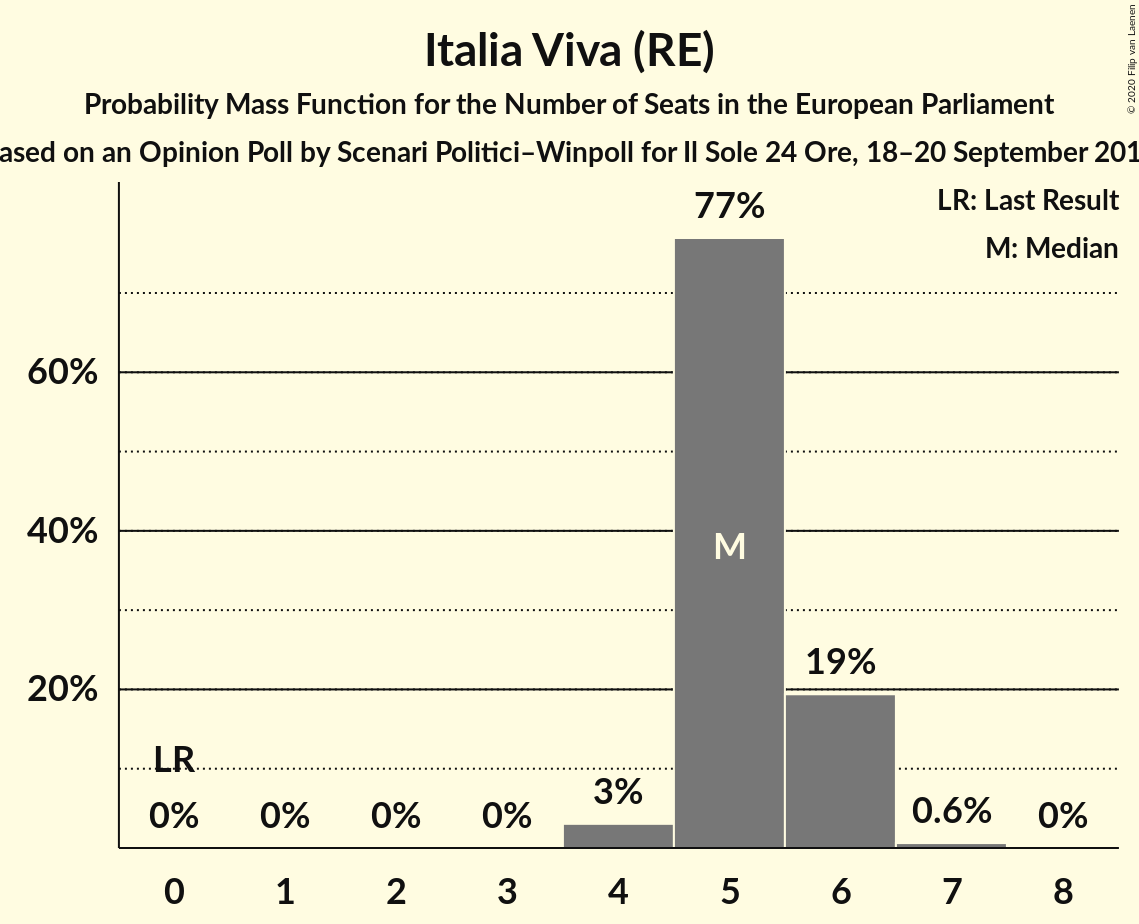 Italia Viva (RE)
Probability Mass Function for the Number of Seats in the European Parliament
ased on an Opinion Poll by Scenari Politici–Winpoll for Il Sole 24 Ore, 18–20 September 201
© 2020 Filip van Laenen
LR: Last Result
M: Median
77%
60%
40%
M
20%
19%
LR
0%
0%
0%
0%
3%
0.6%
0%
0
1
2
3
4
5
6
7
8